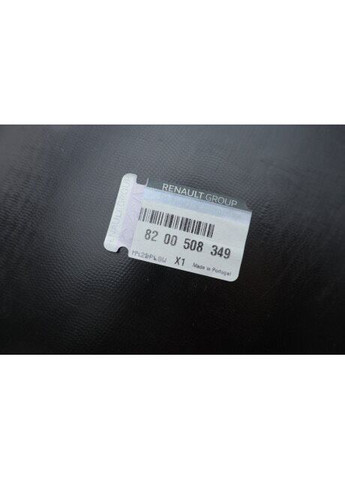 RENAULT GROUP
82 00 508 349
X1 Made in Portugal